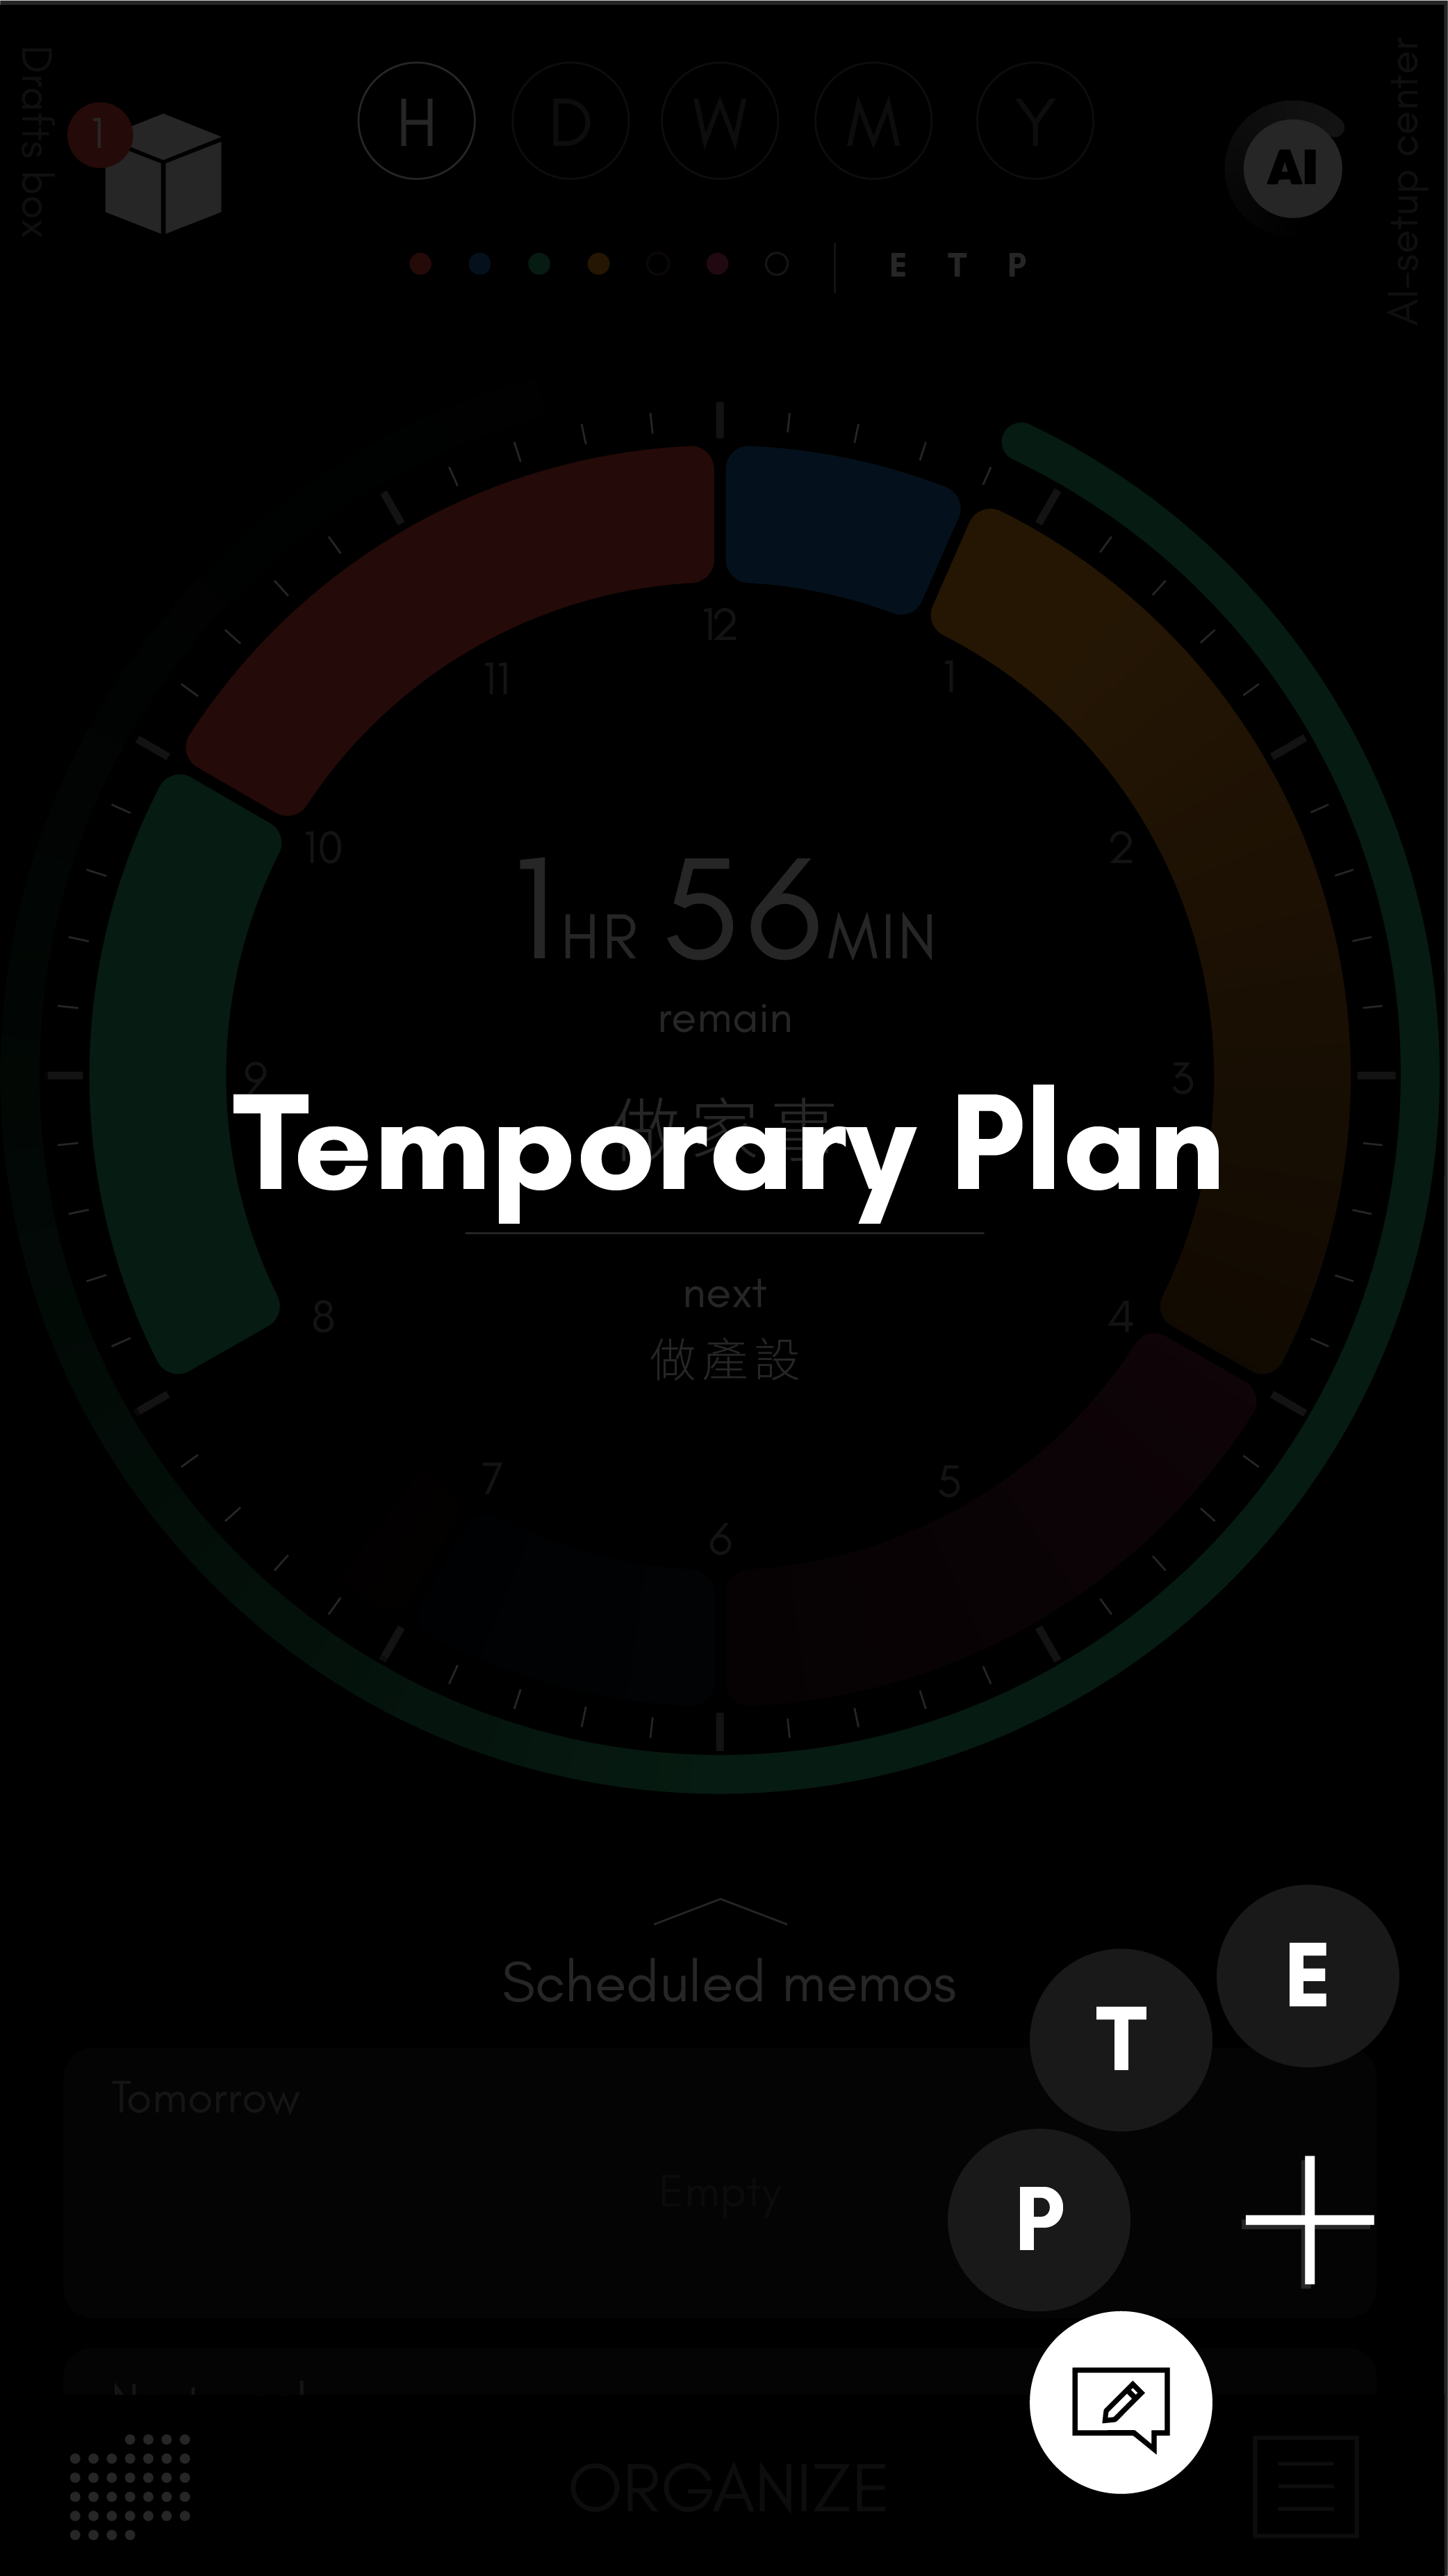 Drafts box
1
H D W M Y
AI
AI-setup center
E T P
12
11
1
10
2
1HR 56MIN
remain
9
3
做家事
Temporary Plan
next
做產設
8
4
7
5
6
Scheduled memos
E
T
Tomorrow
Empty
P
ORGANIZE